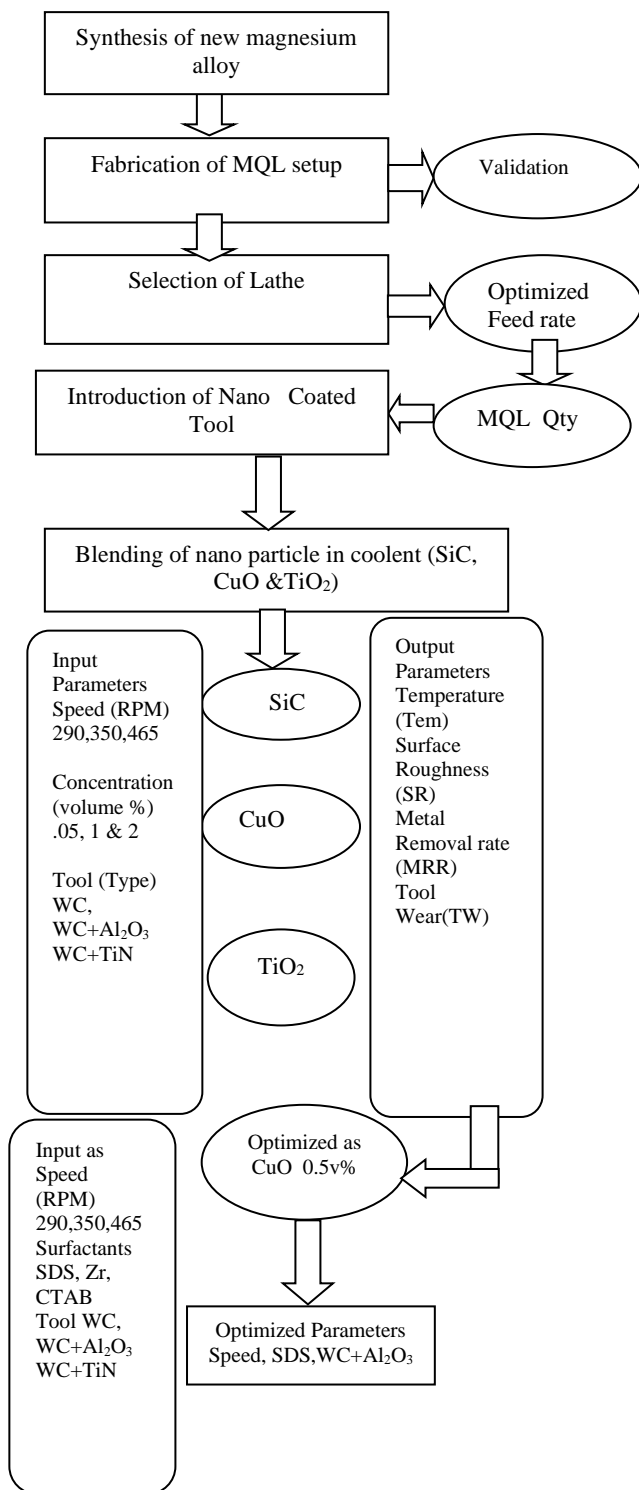 Synthesis of new magnesium
alloy
Fabrication of MQL setup
Validation
Selection of Lathe
Optimized
Feed rate
Introduction of Nano Coated
Tool
MQL Qty
Blending of nano particle in coolent (SiC,
CuO &TiO₂)
Input
Parameters
Speed (RPM)
290,350,465
Concentration
(volume %)
.05, 1 & 2
Tool (Type)
WC,
WC+Al₂O₃
WC+TiN
SiC
CuO
TiO₂
Output
Parameters
Temperature
(Tem)
Surface
Roughness
(SR)
Metal
Removal rate
(MRR)
Tool
Wear(TW)
Optimized as
CuO 0.5v%
Input as
Speed
(RPM)
290,350,465
Surfactants
SDS, Zr,
CTAB
Tool WC,
WC+Al₂O₃
WC+TiN
Optimized Parameters
Speed, SDS,WC+Al₂O₃